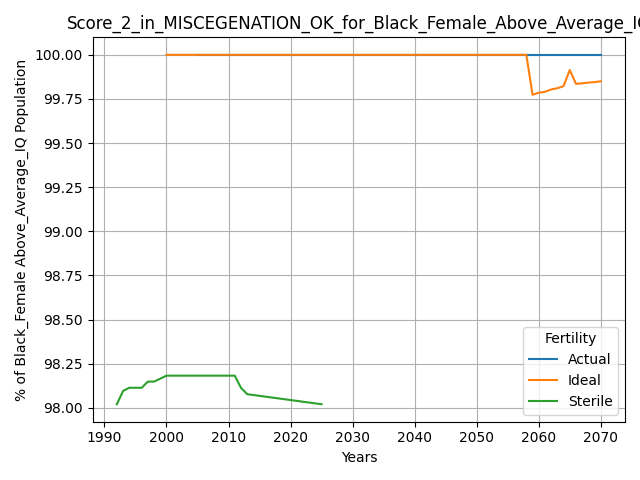 Score_2_in_MISCEGENATION_OK_for_Black_Female_Above_Average_IQ
% of Black_Female Above_Average_IQ Population
100.00
99.75
99.50
99.25
99.00
98.75
98.50
98.25
98.00
Fertility
Actual
Ideal
Sterile
1990 2000 2010 2020 2030 2040 2050 2060 2070
Years